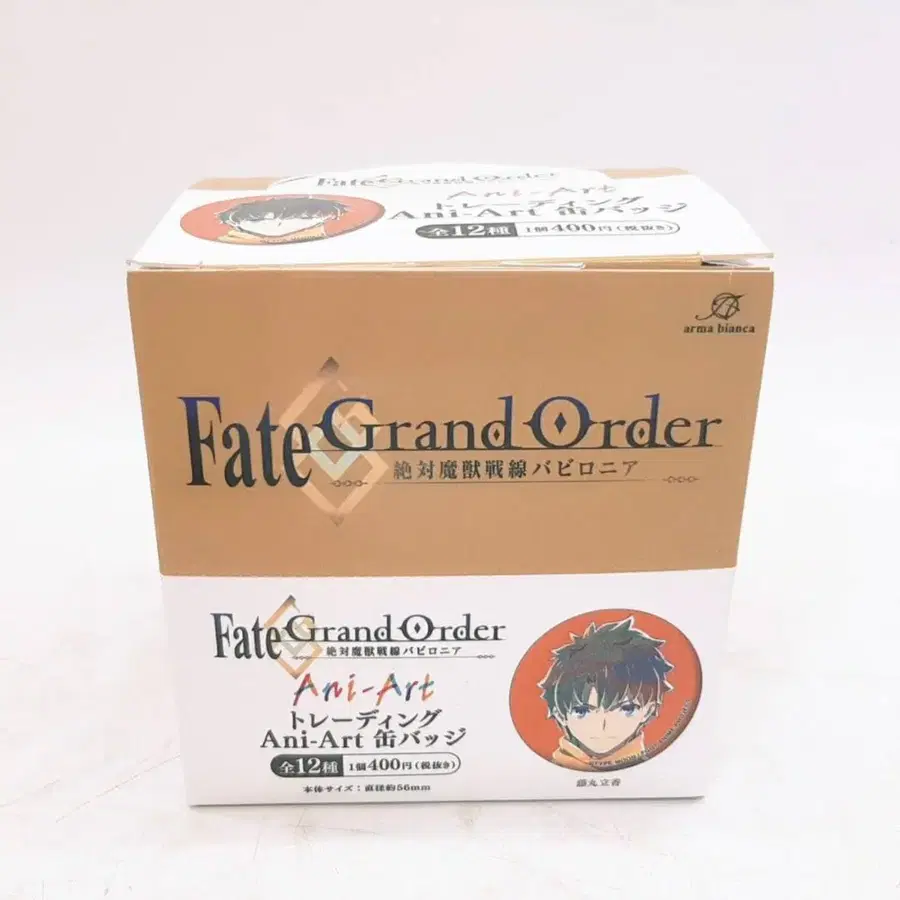 Fate Grand Order
Ani-Art
トレーディング
Ani-Art 缶バッジ
全12種 1個400円(税抜き)
arma bianca
Fate Grand Order
絶対魔獣戦線バビロニア
Fate Grand Order
絶対魔獣戦線バビロニア
Ani-Art
トレーディング
Ani-Art 缶バッジ
全12種 1個400円(税抜き)
本体サイズ:直径約56mm
藤丸立香